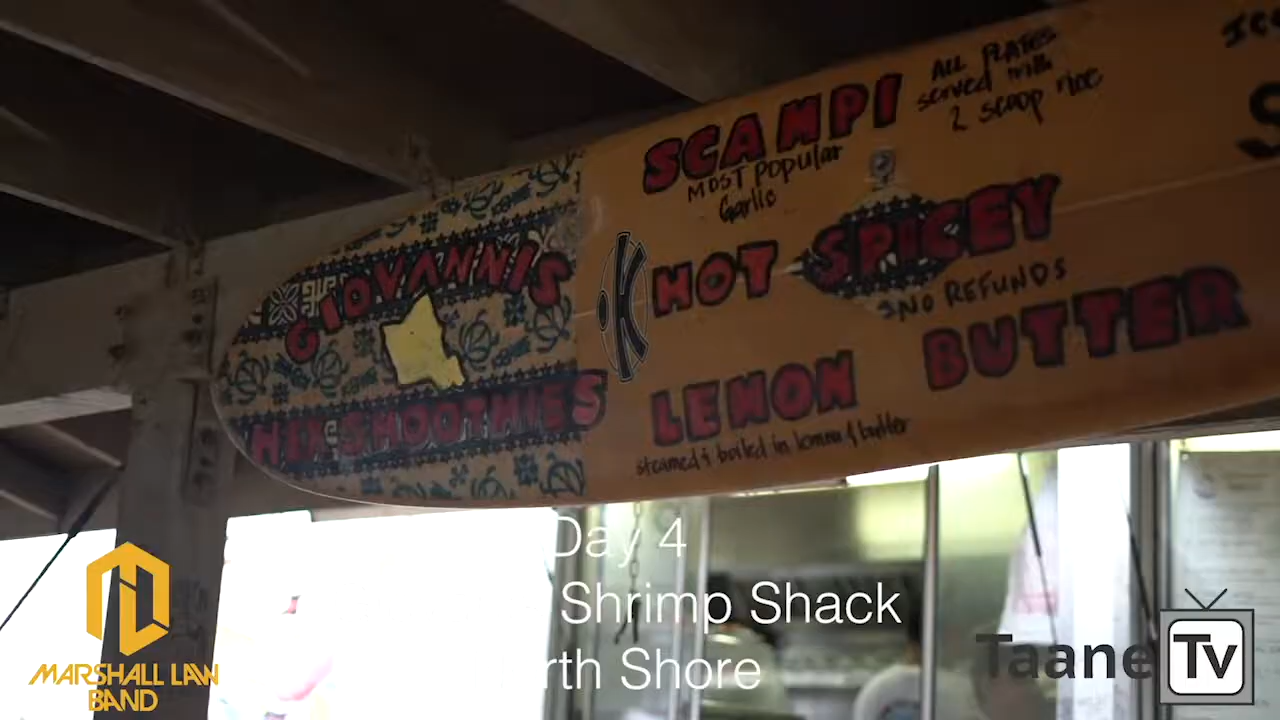 GIOVANNIS
MIX SMOOTHIES
SCAMPI
MOST Popular
Garlic
ALL PLATES
served with
2 scoop rice
HOT SPICEY
NO REFUNDS
LEMON BUTTER
steamed & boiled in lemon & butter
Day 4
Shrimp Shack
rth Shore
MARSHALL LAW
BAND
Taane Tv